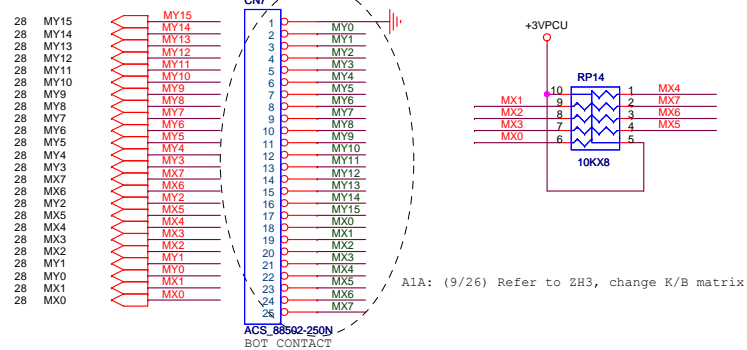 CN7
28 MY15 MY15
28 MY14 MY14
28 MY13 MY13
28 MY12 MY12
28 MY11 MY11
28 MY10 MY10
28 MY9 MY9
28 MY8 MY8
28 MY7 MY7
28 MY6 MY6
28 MY5 MY5
28 MY4 MY4
28 MY3 MY3
28 MX7 MX7
28 MX6 MX6
28 MY2 MY2
28 MX5 MX5
28 MX4 MX4
28 MX3 MX3
28 MX2 MX2
28 MY1 MY1
28 MY0 MY0
28 MX1 MX1
28 MX0 MX0
1
2 MY0
3 MY1
4 MY2
5 MY3
6 MY4
7 MY5
8 MY6
9 MY7
10 MY8
11 MY9
12 MY10
13 MY11
14 MY12
15 MY13
16 MY14
17 MY15
18 MX0
19 MX1
20 MX2
21 MX3
22 MX4
23 MX5
24 MX6
25 MX7
ACS_88502-250N
BOT CONTACT
+3VPCU
RP14
10 1 MX4
MX1 9 2 MX7
MX2 8 3 MX6
MX3 7 4 MX5
MX0 6 5
10KX8
A1A: (9/26) Refer to ZH3, change K/B matrix